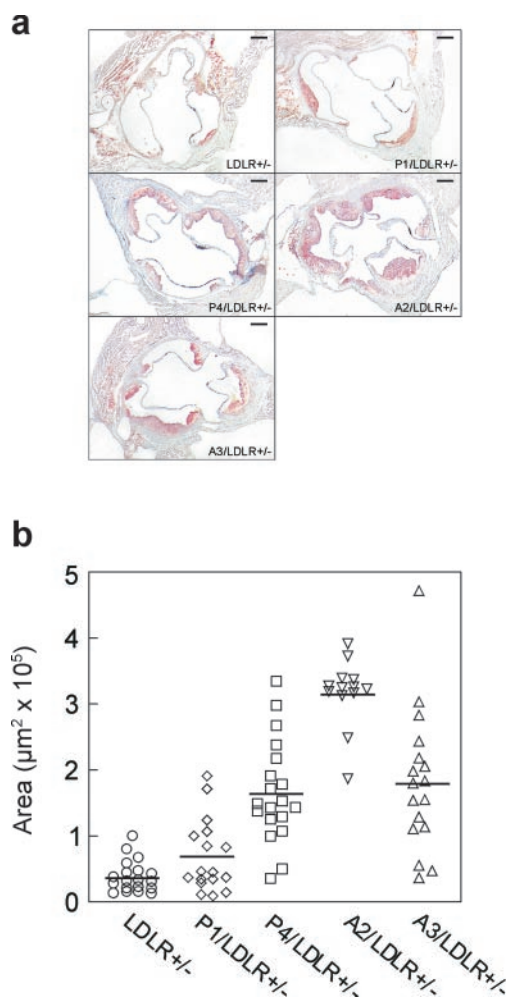 a
LDLR+/-
P1/LDLR+/-
P4/LDLR+/-
A2/LDLR+/-
A3/LDLR+/-
b
Area (µm² x 10⁵)
5
4
3
2
1
0
LDLR+/-
P1/LDLR+/-
P4/LDLR+/-
A2/LDLR+/-
A3/LDLR+/-